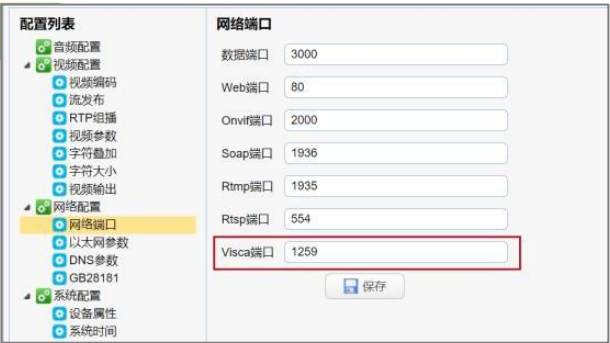 配置列表
音频配置
视频配置
视频编码
流发布
RTP组播
视频参数
字符叠加
字符大小
视频输出
网络配置
网络端口
以太网参数
DNS参数
GB28181
系统配置
设备属性
系统时间
网络端口
数据端口 3000
Web端口 80
Onvif端口 2000
Soap端口 1936
Rtmp端口 1935
Rtsp端口 554
Visca端口 1259
保存